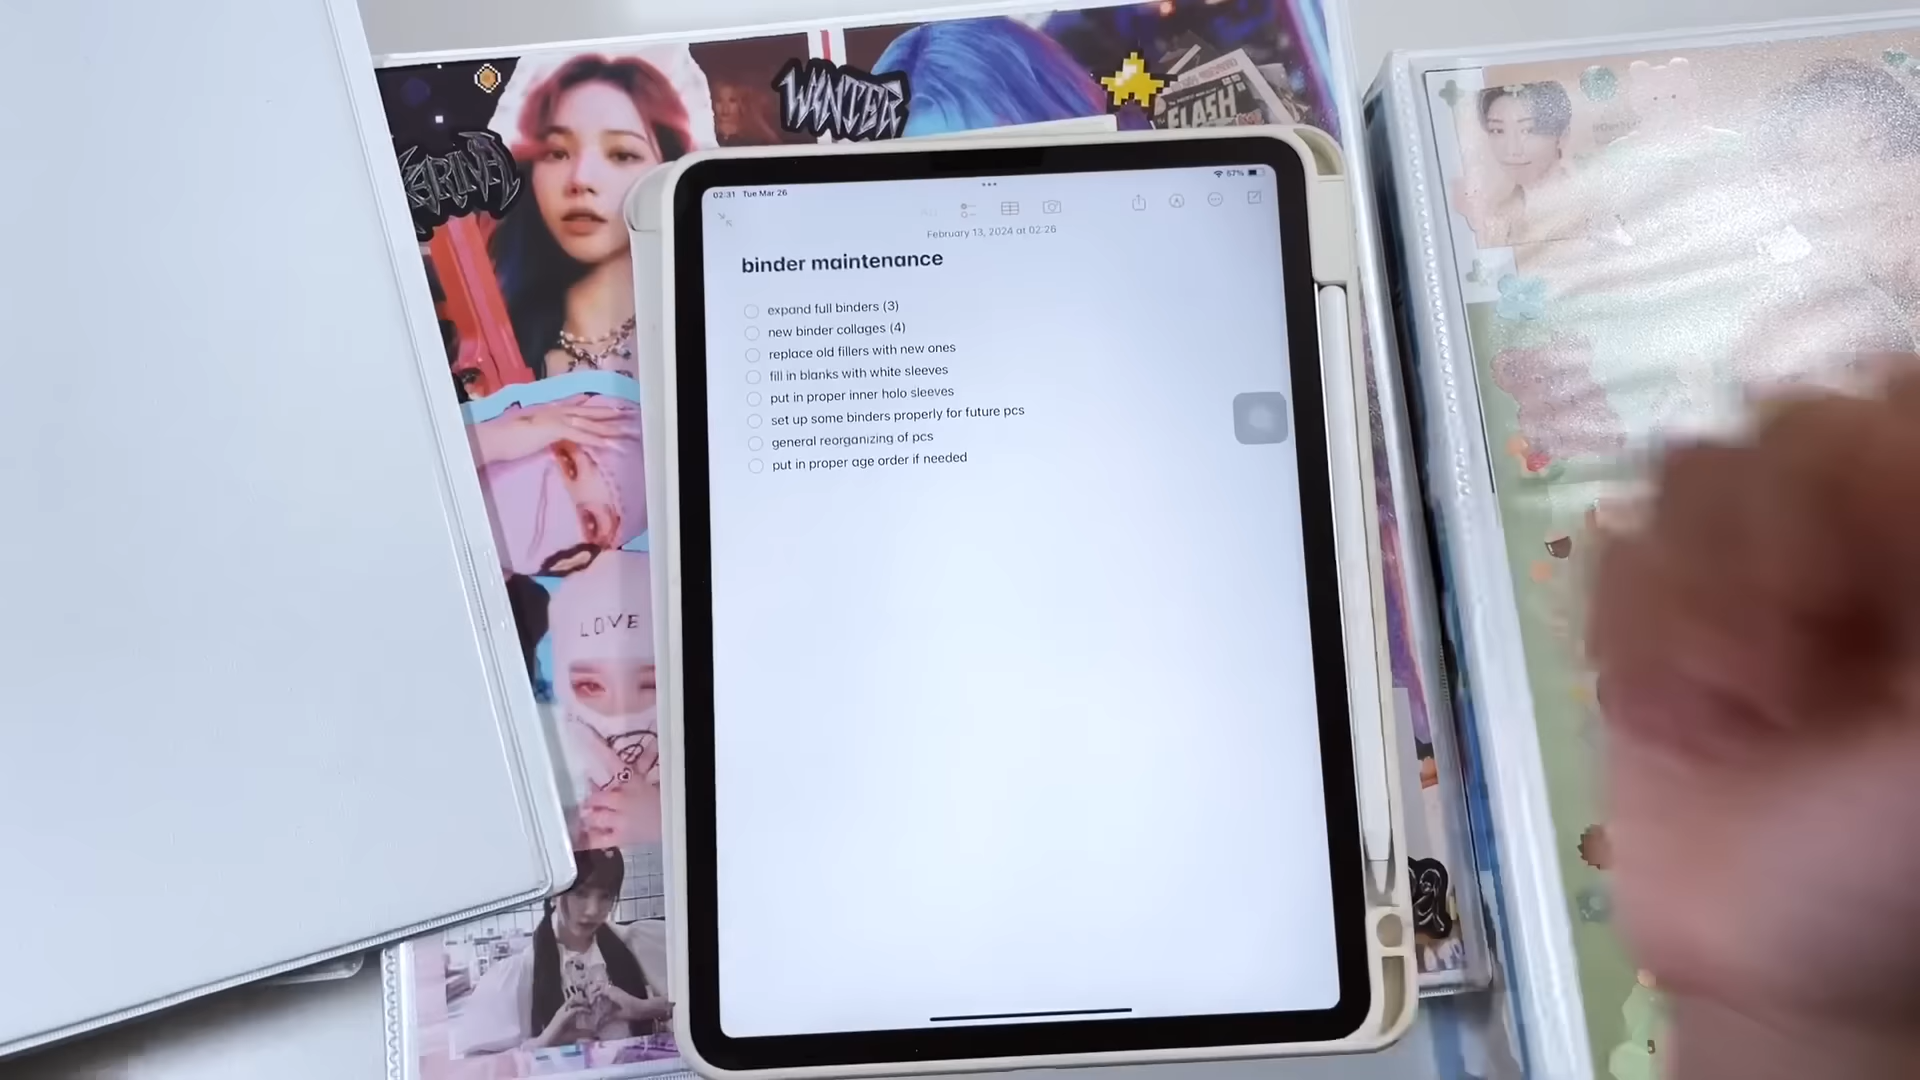 WINTER
FLASH
KARINA
02:31 Tue Mar 26
57%
February 13, 2024 at 02:26
binder maintenance
expand full binders (3)
new binder collages (4)
replace old fillers with new ones
fill in blanks with white sleeves
put in proper inner holo sleeves
set up some binders properly for future pcs
general reorganizing of pcs
put in proper age order if needed
LOVE